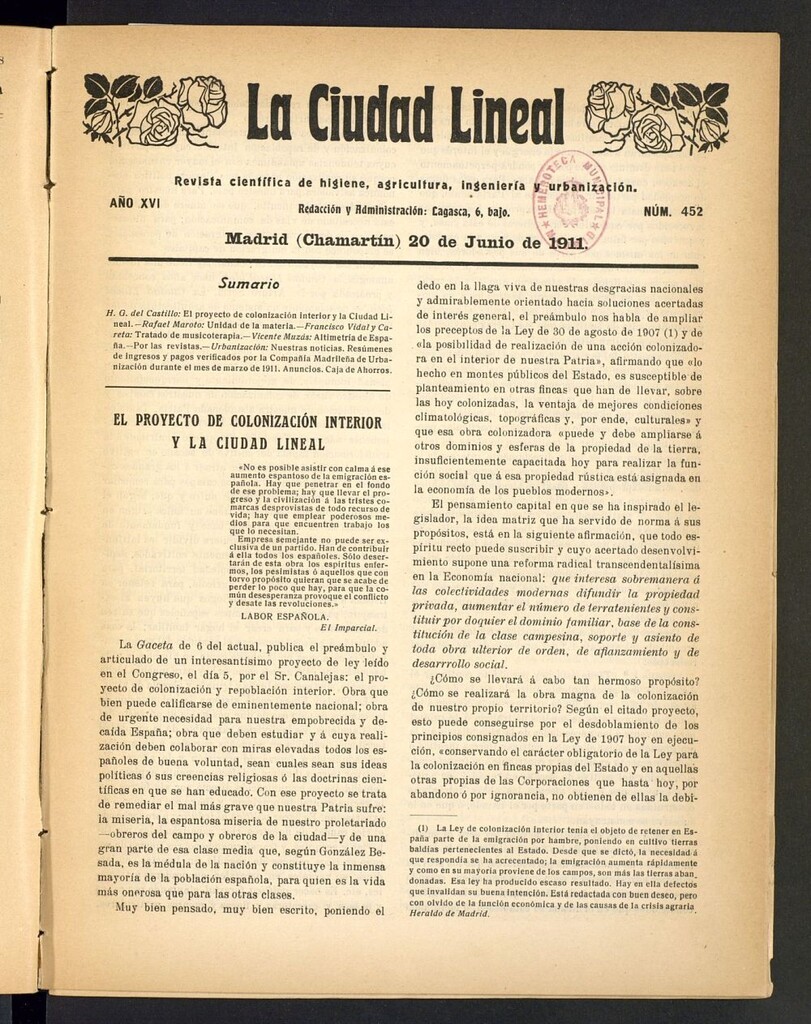 La Ciudad Lineal
Revista científica de higiene, agricultura, ingeniería y urbanización.
AÑO XVI
Redacción y Administración: Lagasca, 6, bajo.
NÚM. 452
Madrid (Chamartín) 20 de Junio de 1911.
HEMEROTECA MUNICIPAL
Sumario
H. G. del Castillo: El proyecto de colonización interior y la Ciudad Li-
neal.—Rafael Maroto: Unidad de la materia.—Francisco Vidal y Ca-
reta: Tratado de musicoterapia.—Vicente Muzás: Altimetría de Espa-
ña.—Por las revistas.—Urbanización: Nuestras noticias. Resúmenes
de ingresos y pagos verificados por la Compañía Madrileña de Urba-
nización durante el mes de marzo de 1911. Anuncios. Caja de Ahorros.
EL PROYECTO DE COLONIZACIÓN INTERIOR
Y LA CIUDAD LINEAL
«No es posible asistir con calma á ese
aumento espantoso de la emigración es-
pañola. Hay que penetrar en el fondo
de ese problema; hay que llevar el pro-
greso y la civilización á las tristes co-
marcas desprovistas de todo recurso de
vida; hay que emplear poderosos me-
dios para que encuentren trabajo los
que lo necesitan.
Empresa semejante no puede ser ex-
clusiva de un partido. Han de contribuir
á ella todos los españoles. Sólo deser-
tarán de esta obra los espíritus enfer-
mos, los pesimistas ó aquellos que con
torvo propósito quieran que se acabe de
perder lo poco que hay, para que la co-
mún desesperanza provoque el conflicto
y desate las revoluciones.»
LABOR ESPAÑOLA.
El Imparcial.
La Gaceta de 6 del actual, publica el preámbulo y
articulado de un interesantísimo proyecto de ley leído
en el Congreso, el día 5, por el Sr. Canalejas: el pro-
yecto de colonización y repoblación interior. Obra que
bien puede calificarse de eminentemente nacional; obra
de urgente necesidad para nuestra empobrecida y de-
caída España; obra que deben estudiar y á cuya reali-
zación deben colaborar con miras elevadas todos los es-
pañoles de buena voluntad, sean cuales sean sus ideas
políticas ó sus creencias religiosas ó las doctrinas cien-
tíficas en que se han educado. Con ese proyecto se trata
de remediar el mal más grave que nuestra Patria sufre:
la miseria, la espantosa miseria de nuestro proletariado
—obreros del campo y obreros de la ciudad—y de una
gran parte de esa clase media que, según González Be-
sada, es la médula de la nación y constituye la inmensa
mayoría de la población española, para quien es la vida
más onerosa que para las otras clases.
Muy bien pensado, muy bien escrito, poniendo el
dedo en la llaga viva de nuestras desgracias nacionales
y admirablemente orientado hacia soluciones acertadas
de interés general, el preámbulo nos habla de ampliar
los preceptos de la Ley de 30 de agosto de 1907 (1) y de
«la posibilidad de realización de una acción colonizado-
ra en el interior de nuestra Patria», afirmando que «lo
hecho en montes públicos del Estado, es susceptible de
planteamiento en otras fincas que han de llevar, sobre
las hoy colonizadas, la ventaja de mejores condiciones
climatológicas, topográficas y, por ende, culturales» y
que esa obra colonizadora «puede y debe ampliarse á
otros dominios y esferas de la propiedad de la tierra,
insuficientemente capacitada hoy para realizar la fun-
ción social que á esa propiedad rústica está asignada en
la economía de los pueblos modernos».
El pensamiento capital en que se ha inspirado el le-
gislador, la idea matriz que ha servido de norma á sus
propósitos, está en la siguiente afirmación, que todo es-
píritu recto puede suscribir y cuyo acertado desenvolvi-
miento supone una reforma radical transcendentalísima
en la Economía nacional: que interesa sobremanera á
las colectividades modernas difundir la propiedad
privada, aumentar el número de terratenientes y cons-
tituir por doquier el dominio familiar, base de la cons-
titución de la clase campesina, soporte y asiento de
toda obra ulterior de orden, de afianzamiento y de
desarrrollo social.
¿Cómo se llevará á cabo tan hermoso propósito?
¿Cómo se realizará la obra magna de la colonización
de nuestro propio territorio? Según el citado proyecto,
esto puede conseguirse por el desdoblamiento de los
principios consignados en la Ley de 1907 hoy en ejecu-
ción, «conservando el carácter obligatorio de la Ley para
la colonización en fincas propias del Estado y en aquellas
otras propias de las Corporaciones que hasta hoy, por
abandono ó por ignorancia, no obtienen de ellas la debi-
(1) La Ley de colonización interior tenía el objeto de retener en Es-
paña parte de la emigración por hambre, poniendo en cultivo tierras
baldías pertenecientes al Estado. Desde que se dictó, la necesidad á
que respondía se ha acrecentado; la emigración aumenta rápidamente
y como en su mayoría proviene de los campos, son más las tierras aban,
donadas. Esa ley ha producido escaso resultado. Hay en ella defectos
que invalidan su buena intención. Está redactada con buen deseo, pero
con olvido de la función económica y de las causas de la crisis agraria
Heraldo de Madrid.